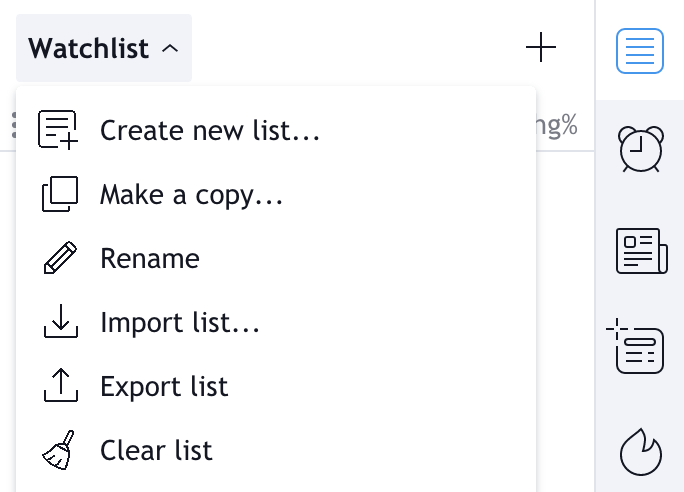 Watchlist
ng%
Create new list...
Make a copy...
Rename
Import list...
Export list
Clear list